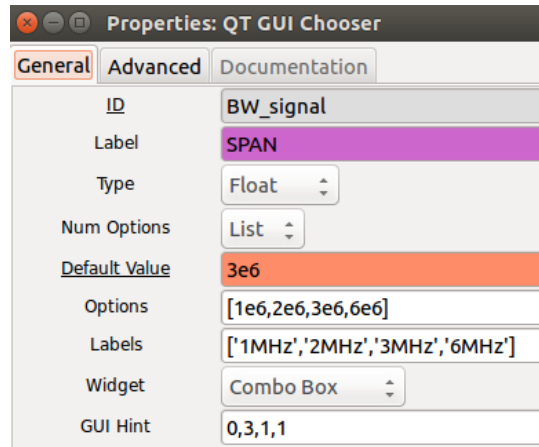 Properties: QT GUI Chooser
General Advanced Documentation
ID BW_signal
Label SPAN
Type Float
Num Options List
Default Value 3e6
Options [1e6,2e6,3e6,6e6]
Labels ['1MHz','2MHz','3MHz','6MHz']
Widget Combo Box
GUI Hint 0,3,1,1